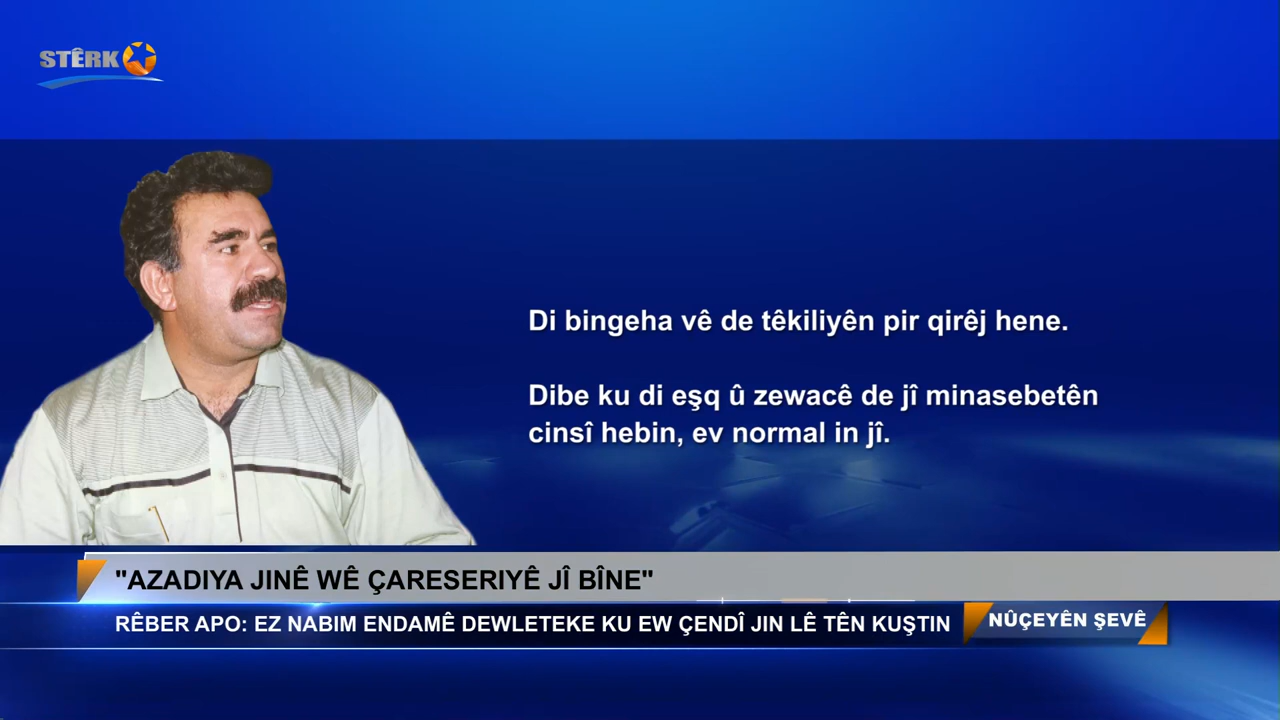 STÊRK
Di bingeha vê de têkiliyên pir qirêj hene.
Dibe ku di eşq û zewacê de jî minasebetên
cinsî hebin, ev normal in jî.
"AZADIYA JINÊ WÊ ÇARESERIYÊ JÎ BÎNE"
RÊBER APO: EZ NABIM ENDAMÊ DEWLETEKE KU EW ÇENDÎ JIN LÊ TÊN KUŞTIN
NÛÇEYÊN ŞEVÊ